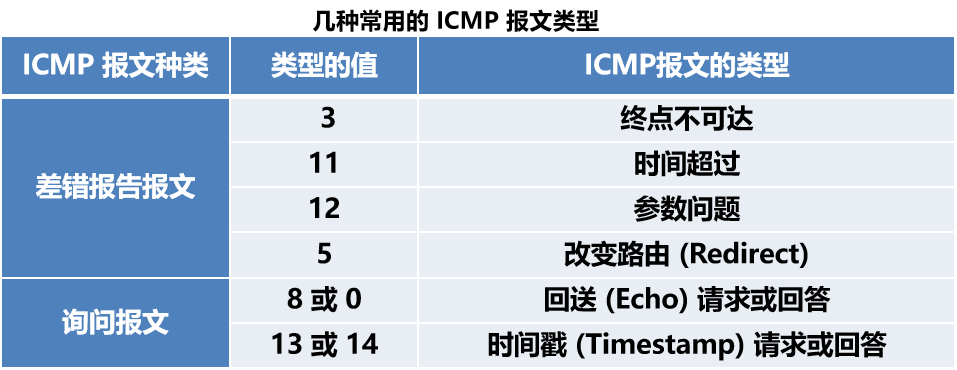 几种常用的 ICMP 报文类型
ICMP 报文种类 类型的值 ICMP报文的类型
差错报告报文 3 终点不可达
11 时间超过
12 参数问题
5 改变路由 (Redirect)
询问报文 8 或 0 回送 (Echo) 请求或回答
13 或 14 时间戳 (Timestamp) 请求或回答